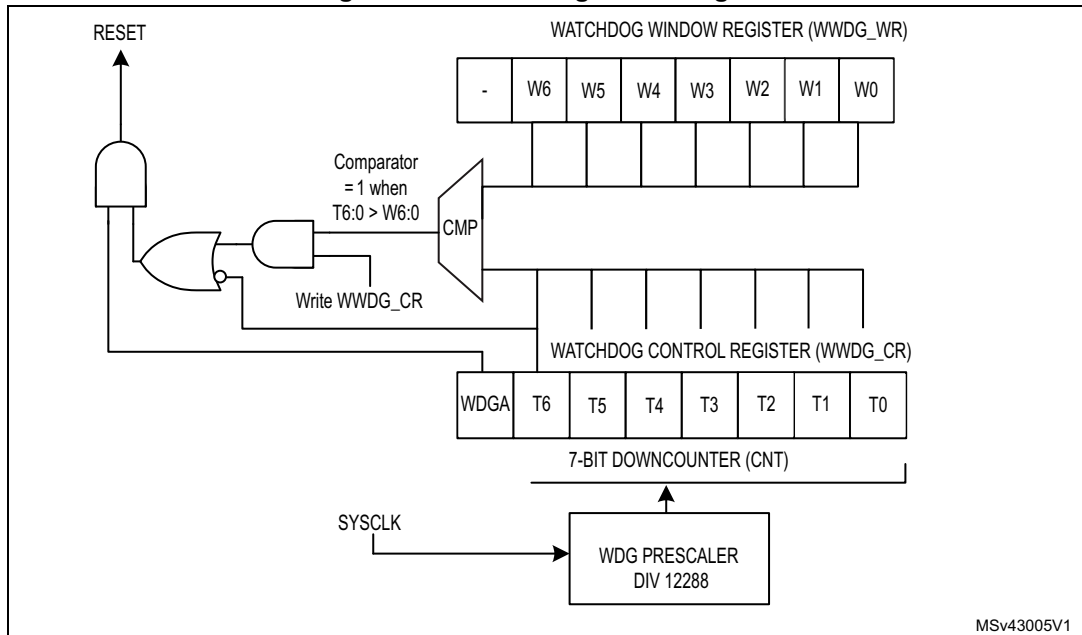 RESET
WATCHDOG WINDOW REGISTER (WWDG_WR)
- W6 W5 W4 W3 W2 W1 W0
Comparator
= 1 when
T6:0 > W6:0
CMP
Write WWDG_CR
WATCHDOG CONTROL REGISTER (WWDG_CR)
WDGA T6 T5 T4 T3 T2 T1 T0
7-BIT DOWNCOUNTER (CNT)
SYSCLK
WDG PRESCALER
DIV 12288
MSv43005V1